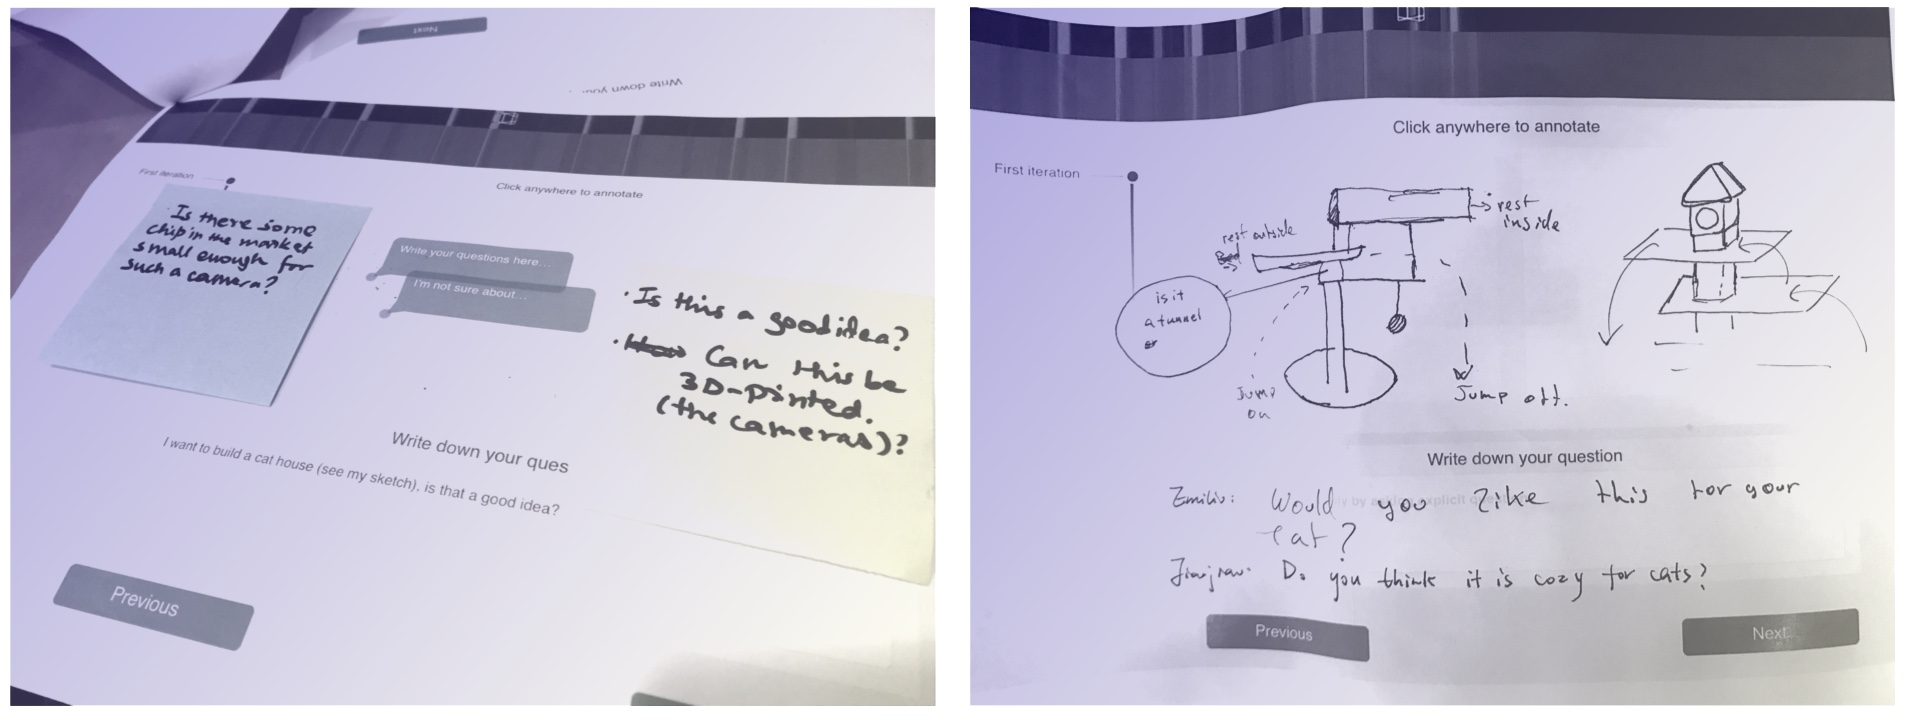 Next
Write down your ...
First iteration
Click anywhere to annotate
· Is there some
chip in the market
small enough for
such a camera?
Write your questions here...
I'm not sure about...
· Is this a good idea?
· How Can this be
3D-printed.
(the cameras)?
Write down your ques
I want to build a cat house (see my sketch), is that a good idea?
Previous
Click anywhere to annotate
First iteration
rest
inside
rest outside
is it
a tunnel
or
Jump
on
Jump off.
Write down your question
Emilio: Would you like this for your
cat?
Do you think it is cozy for cats?
Previous
Next